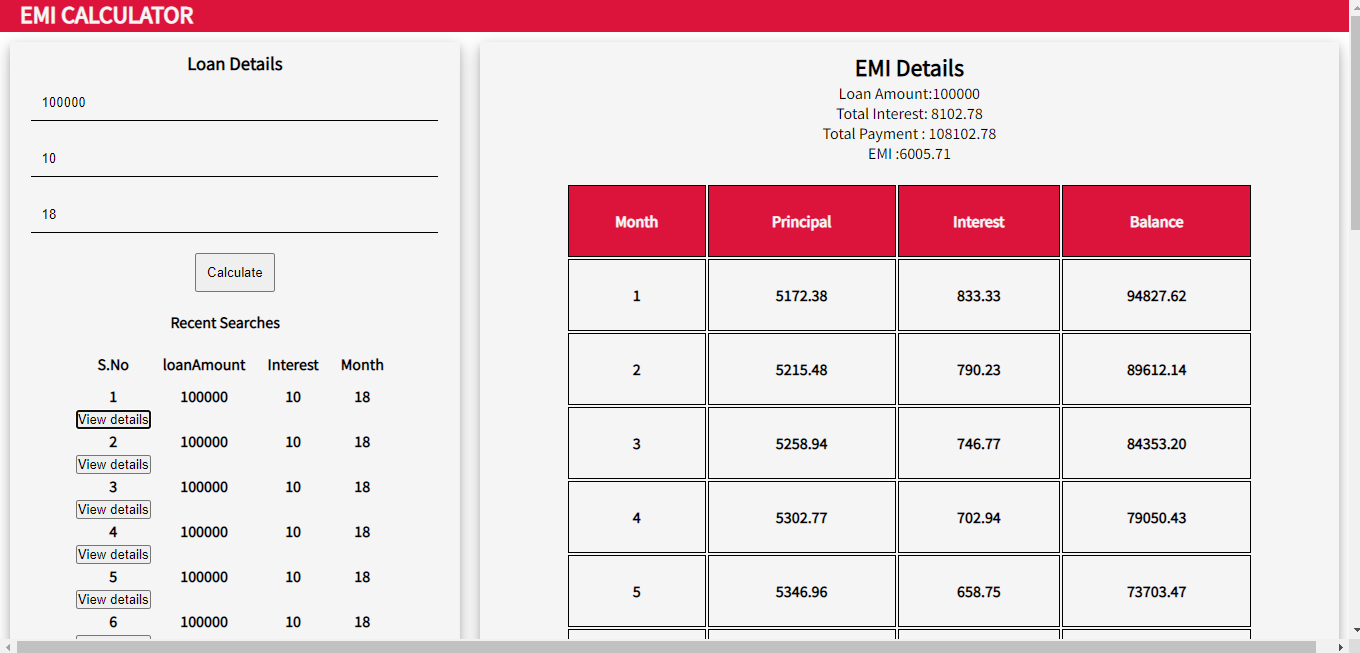 EMI CALCULATOR
Loan Details
100000
10
18
Calculate
Recent Searches
S.No loanAmount Interest Month
1 100000 10 18
View details
2 100000 10 18
View details
3 100000 10 18
View details
4 100000 10 18
View details
5 100000 10 18
View details
6 100000 10 18
EMI Details
Loan Amount:100000
Total Interest: 8102.78
Total Payment : 108102.78
EMI :6005.71
Month Principal Interest Balance
1 5172.38 833.33 94827.62
2 5215.48 790.23 89612.14
3 5258.94 746.77 84353.20
4 5302.77 702.94 79050.43
5 5346.96 658.75 73703.47